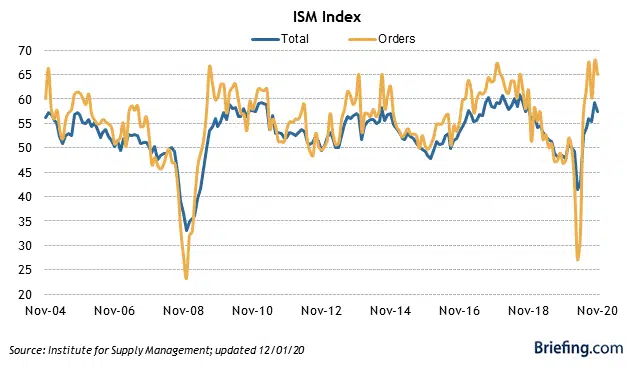 ISM Index
Total Orders
70
65
60
55
50
45
40
35
30
25
20
Nov-04 Nov-06 Nov-08 Nov-10 Nov-12 Nov-14 Nov-16 Nov-18 Nov-20
Source: Institute for Supply Management; updated 12/01/20
Briefing.com